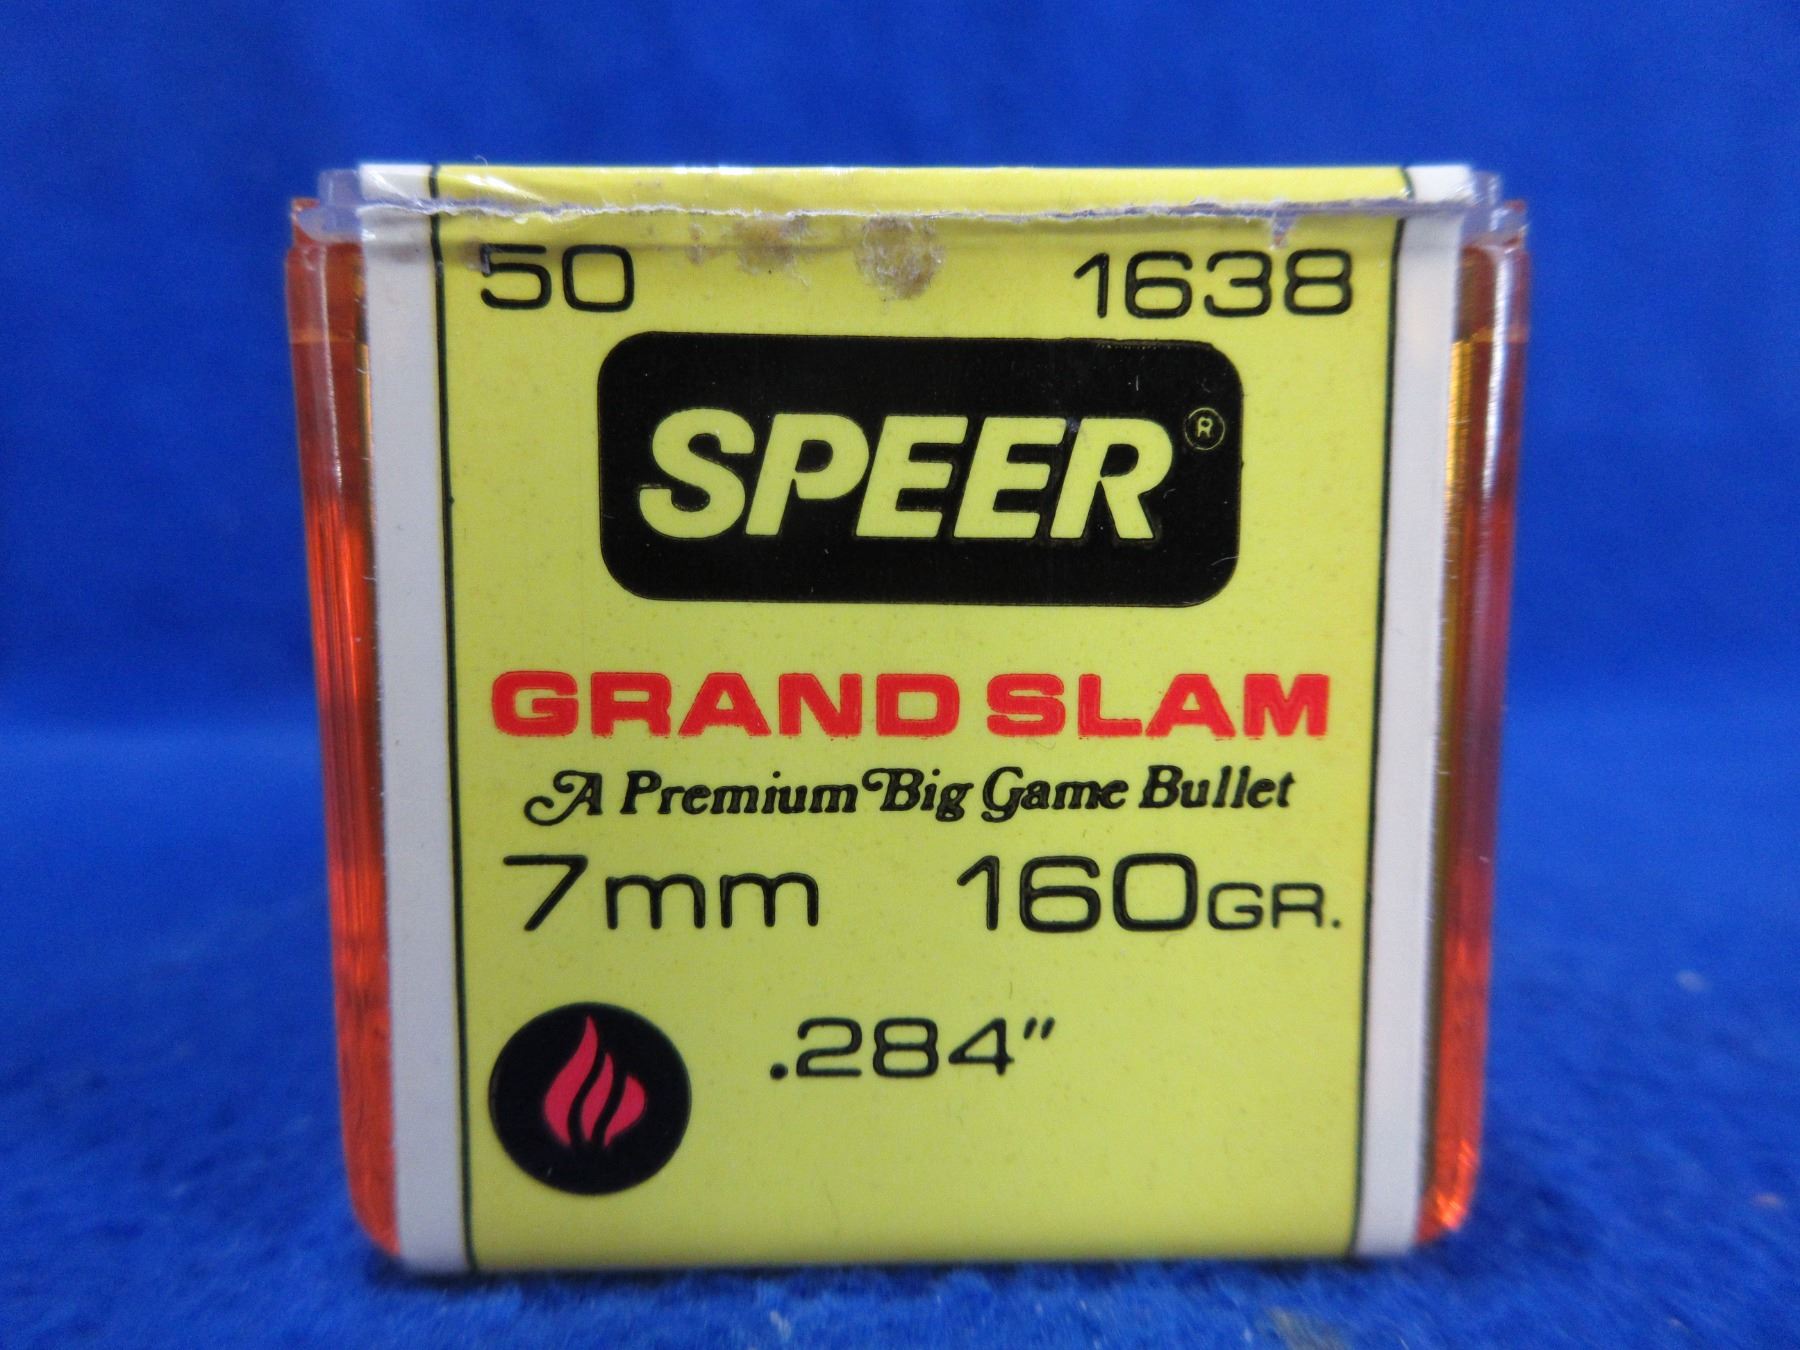 50 1638
SPEER®
GRAND SLAM
A Premium Big Game Bullet
7mm 160GR.
.284"